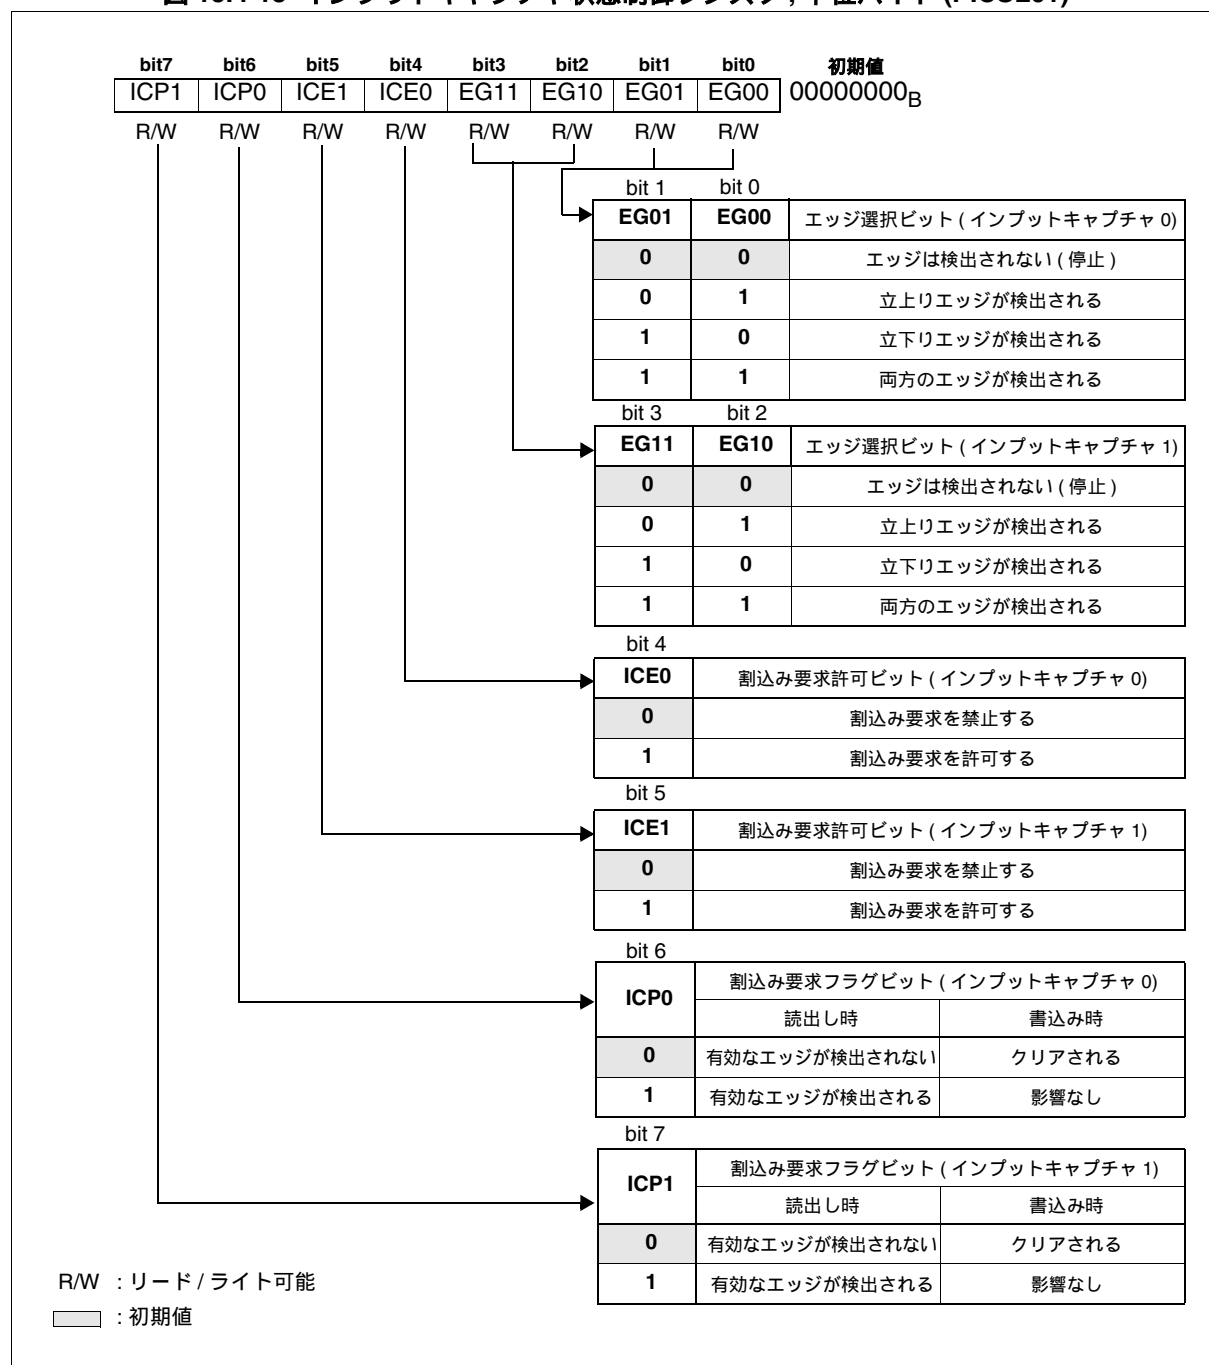 bit7 bit6 bit5 bit4 bit3 bit2 bit1 bit0 初期値
ICP1 ICP0 ICE1 ICE0 EG11 EG10 EG01 EG00 00000000B
R/W R/W R/W R/W R/W R/W R/W R/W
bit 1 bit 0
EG01 EG00 エッジ選択ビット ( インプットキャプチャ 0)
0 0 エッジは検出されない ( 停止 )
0 1 立上りエッジが検出される
1 0 立下りエッジが検出される
1 1 両方のエッジが検出される
bit 3 bit 2
EG11 EG10 エッジ選択ビット ( インプットキャプチャ 1)
0 0 エッジは検出されない ( 停止 )
0 1 立上りエッジが検出される
1 0 立下りエッジが検出される
1 1 両方のエッジが検出される
bit 4
ICE0 割込み要求許可ビット ( インプットキャプチャ 0)
0 割込み要求を禁止する
1 割込み要求を許可する
bit 5
ICE1 割込み要求許可ビット ( インプットキャプチャ 1)
0 割込み要求を禁止する
1 割込み要求を許可する
bit 6
ICP0 割込み要求フラグビット ( インプットキャプチャ 0)
読出し時 書込み時
0 有効なエッジが検出されない クリアされる
1 有効なエッジが検出される 影響なし
bit 7
ICP1 割込み要求フラグビット ( インプットキャプチャ 1)
読出し時 書込み時
0 有効なエッジが検出されない クリアされる
1 有効なエッジが検出される 影響なし
R/W : リード / ライト可能
: 初期値